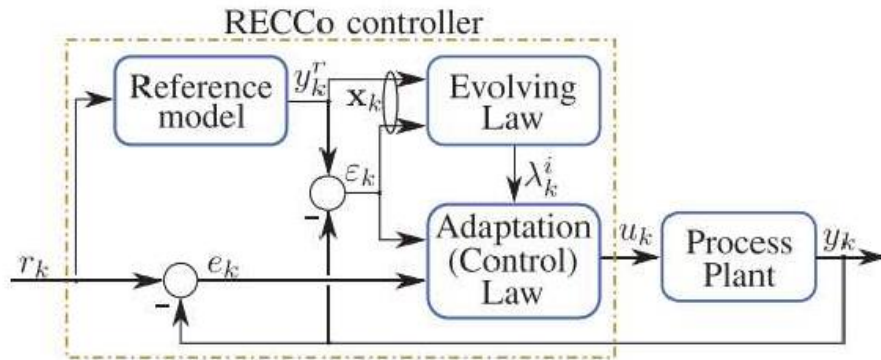 RECCo controller
Reference
model
y_k^r
x_k
Evolving
Law
ε_k
λ_k^i
Adaptation
(Control)
Law
u_k
Process
Plant
y_k
r_k
e_k
-
-